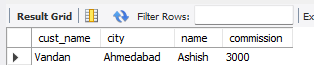 Result Grid Filter Rows: Ex
cust_name city name commission
Vandan Ahmedabad Ashish 3000